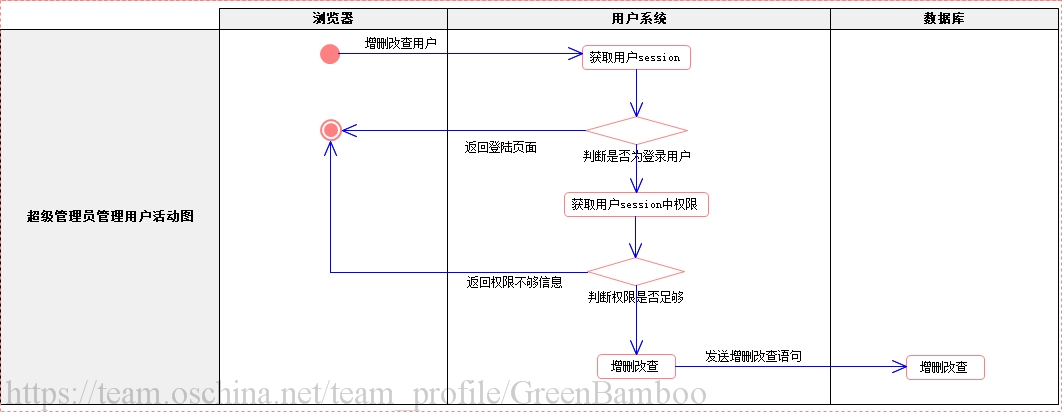 浏览器
用户系统
数据库
超级管理员管理用户活动图
增删改查用户
获取用户session
返回登陆页面
判断是否为登录用户
获取用户session中权限
返回权限不够信息
判断权限是否足够
增删改查
发送增删改查语句
增删改查
https://team.oschina.net/team_profile/GreenBamboo